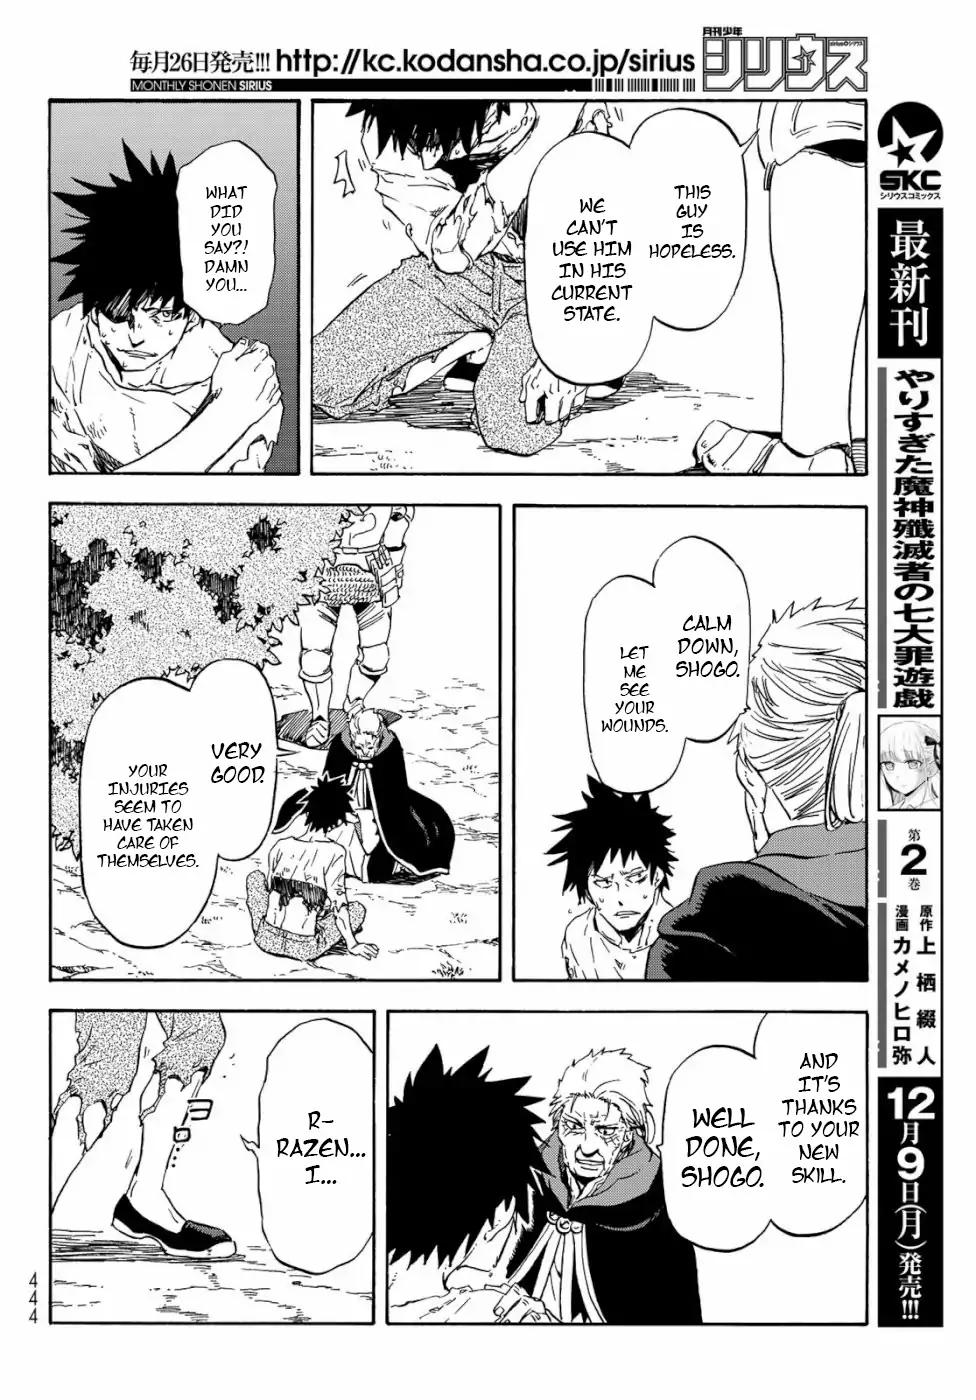 毎月26日発売!!! http://kc.kodansha.co.jp/sirius
MONTHLY SHONEN SIRIUS
月刊少年
シリウス
THIS
GUY
IS
HOPELESS.
WE
CAN'T
USE HIM
IN HIS
CURRENT
STATE.
WHAT
DID
YOU
SAY?!
DAMN
YOU...
CALM
DOWN,
SHOGO.
LET
ME
SEE
YOUR
WOUNDS.
VERY
GOOD.
YOUR
INJURIES
SEEM TO
HAVE TAKEN
CARE OF
THEMSELVES.
AND
IT'S
THANKS
TO YOUR
NEW
SKILL.
WELL
DONE,
SHOGO.
R-
RAZEN...
I...
ヨロ
444
SKC
シリウスコミックス
最新刊
やりすぎた魔神殲滅者の七大罪遊戯
第2巻
原作 上栖綴人
漫画 カメノヒロ弥
12月9日(月)発売!!!